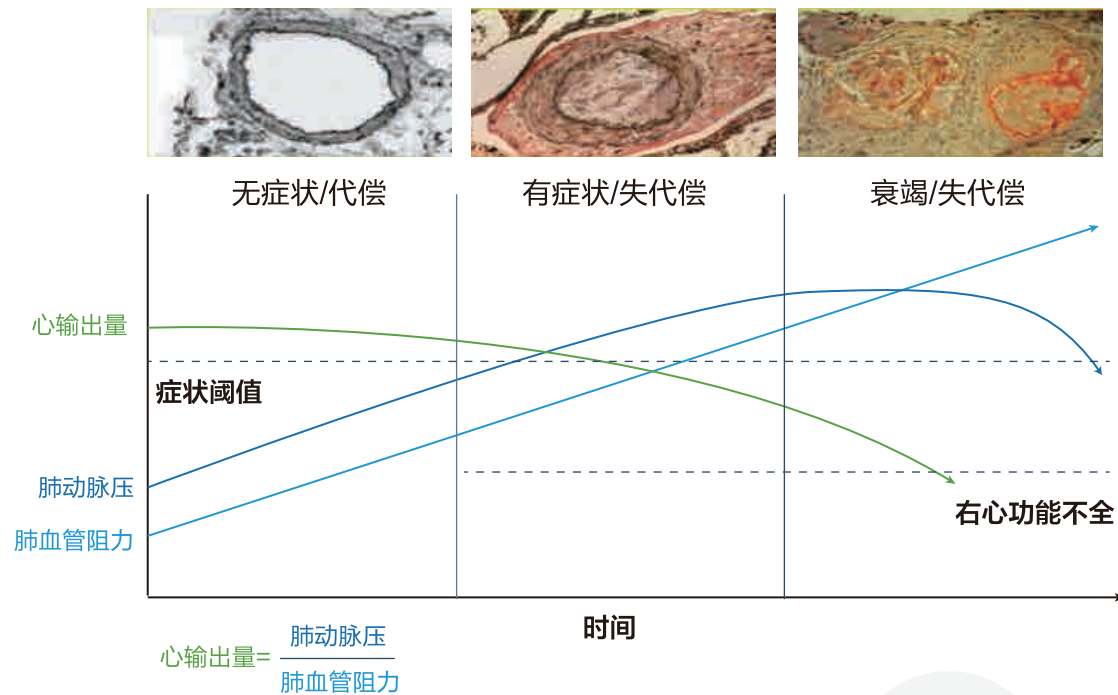 无症状/代偿
有症状/失代偿
衰竭/失代偿
心输出量
症状阈值
肺动脉压
肺血管阻力
右心功能不全
时间
心输出量=
肺动脉压
肺血管阻力